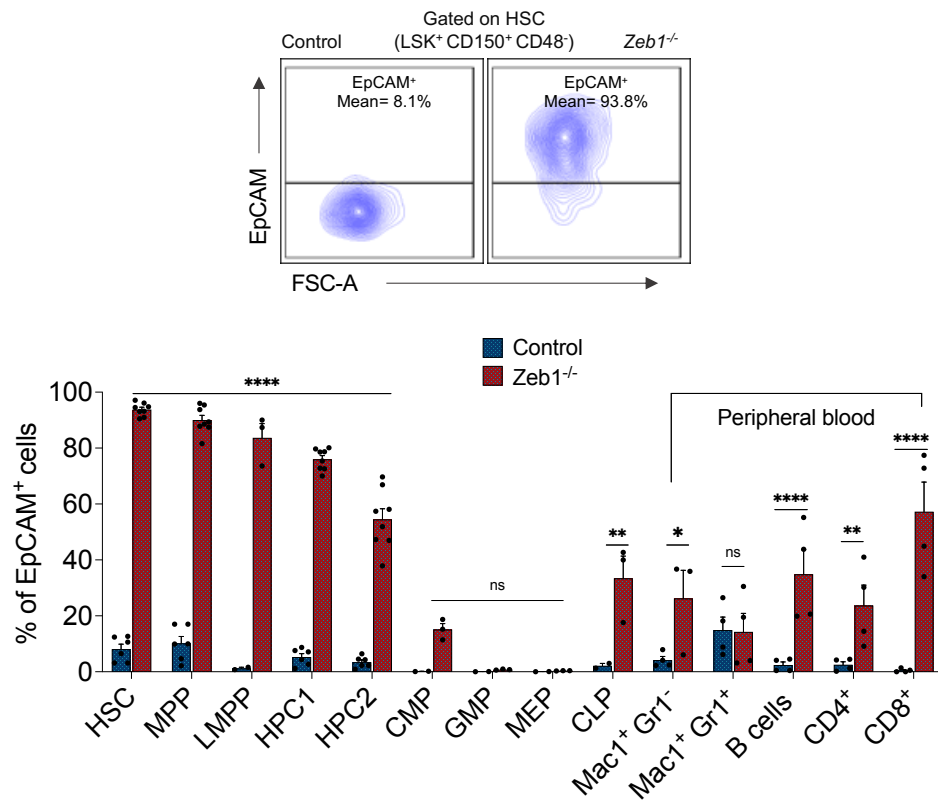 Gated on HSC
Control (LSK⁺ CD150⁺ CD48⁻) Zeb1⁻/⁻
EpCAM⁺
Mean= 8.1%
EpCAM⁺
Mean= 93.8%
EpCAM
FSC-A
Control
Zeb1⁻/⁻
% of EpCAM⁺ cells
100
80
60
40
20
0
****
ns
**
*
ns
****
**
****
Peripheral blood
HSC
MPP
LMPP
HPC1
HPC2
CMP
GMP
MEP
CLP
Mac1⁺ Gr1⁻
Mac1⁺ Gr1⁺
B cells
CD4⁺
CD8⁺